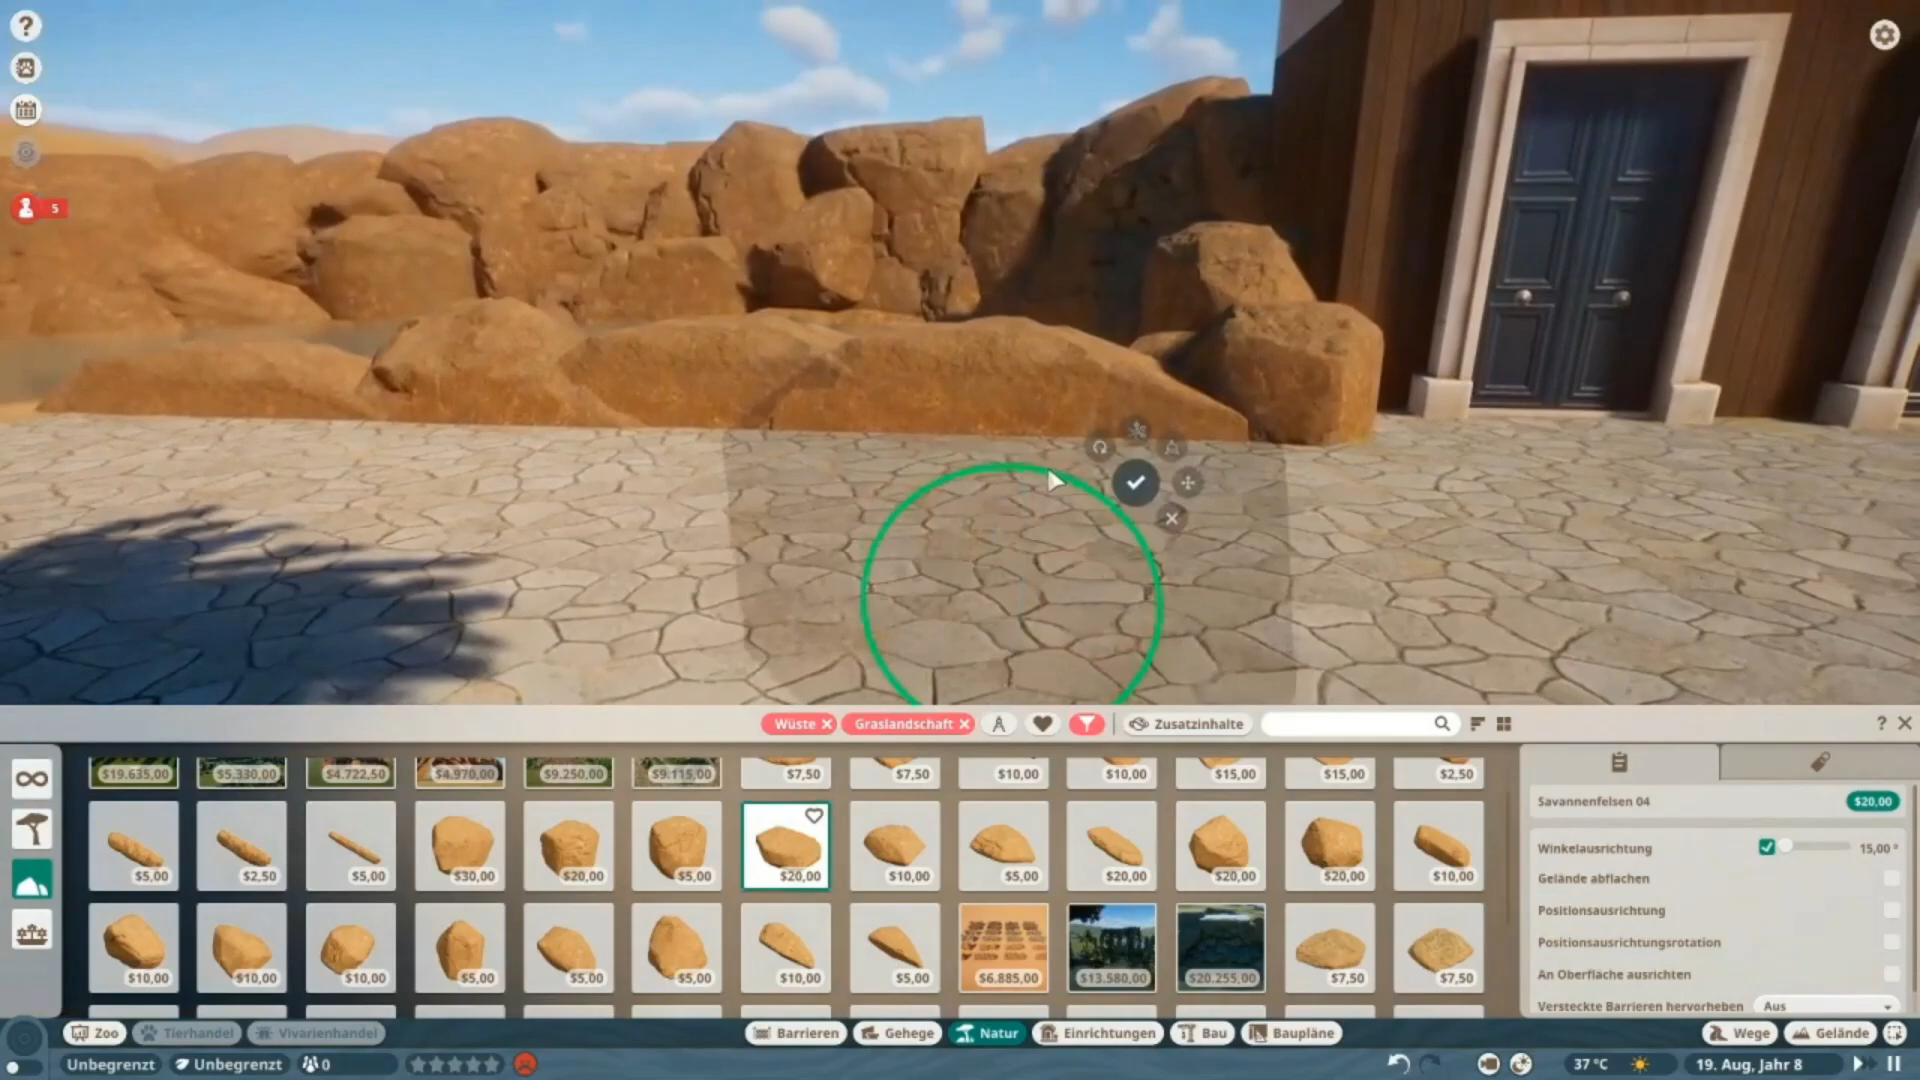 5
Wüste
Graslandschaft
Zusatzinhalte
$19.635,00 $5.330,00 $4.722,50 $4.970,00 $9.250,00 $9.115,00 $7,50 $7,50 $10,00 $10,00 $15,00 $15,00 $2,50
$5,00 $2,50 $5,00 $30,00 $20,00 $5,00 $20,00 $10,00 $5,00 $20,00 $20,00 $20,00 $10,00
$10,00 $10,00 $10,00 $5,00 $5,00 $5,00 $10,00 $5,00 $6.885,00 $13.580,00 $20.255,00 $7,50 $7,50
Savannenfelsen 04 $20,00
Winkelausrichtung 15,00 °
Gelände abflachen
Positionsausrichtung
Positionsausrichtungsrotation
An Oberfläche ausrichten
Versteckte Barrieren hervorheben Aus
Zoo Tierhandel Vivarienhandel Barrieren Gehege Natur Einrichtungen Bau Baupläne Wege Gelände
Unbegrenzt Unbegrenzt 0 37 °C 19. Aug, Jahr 8